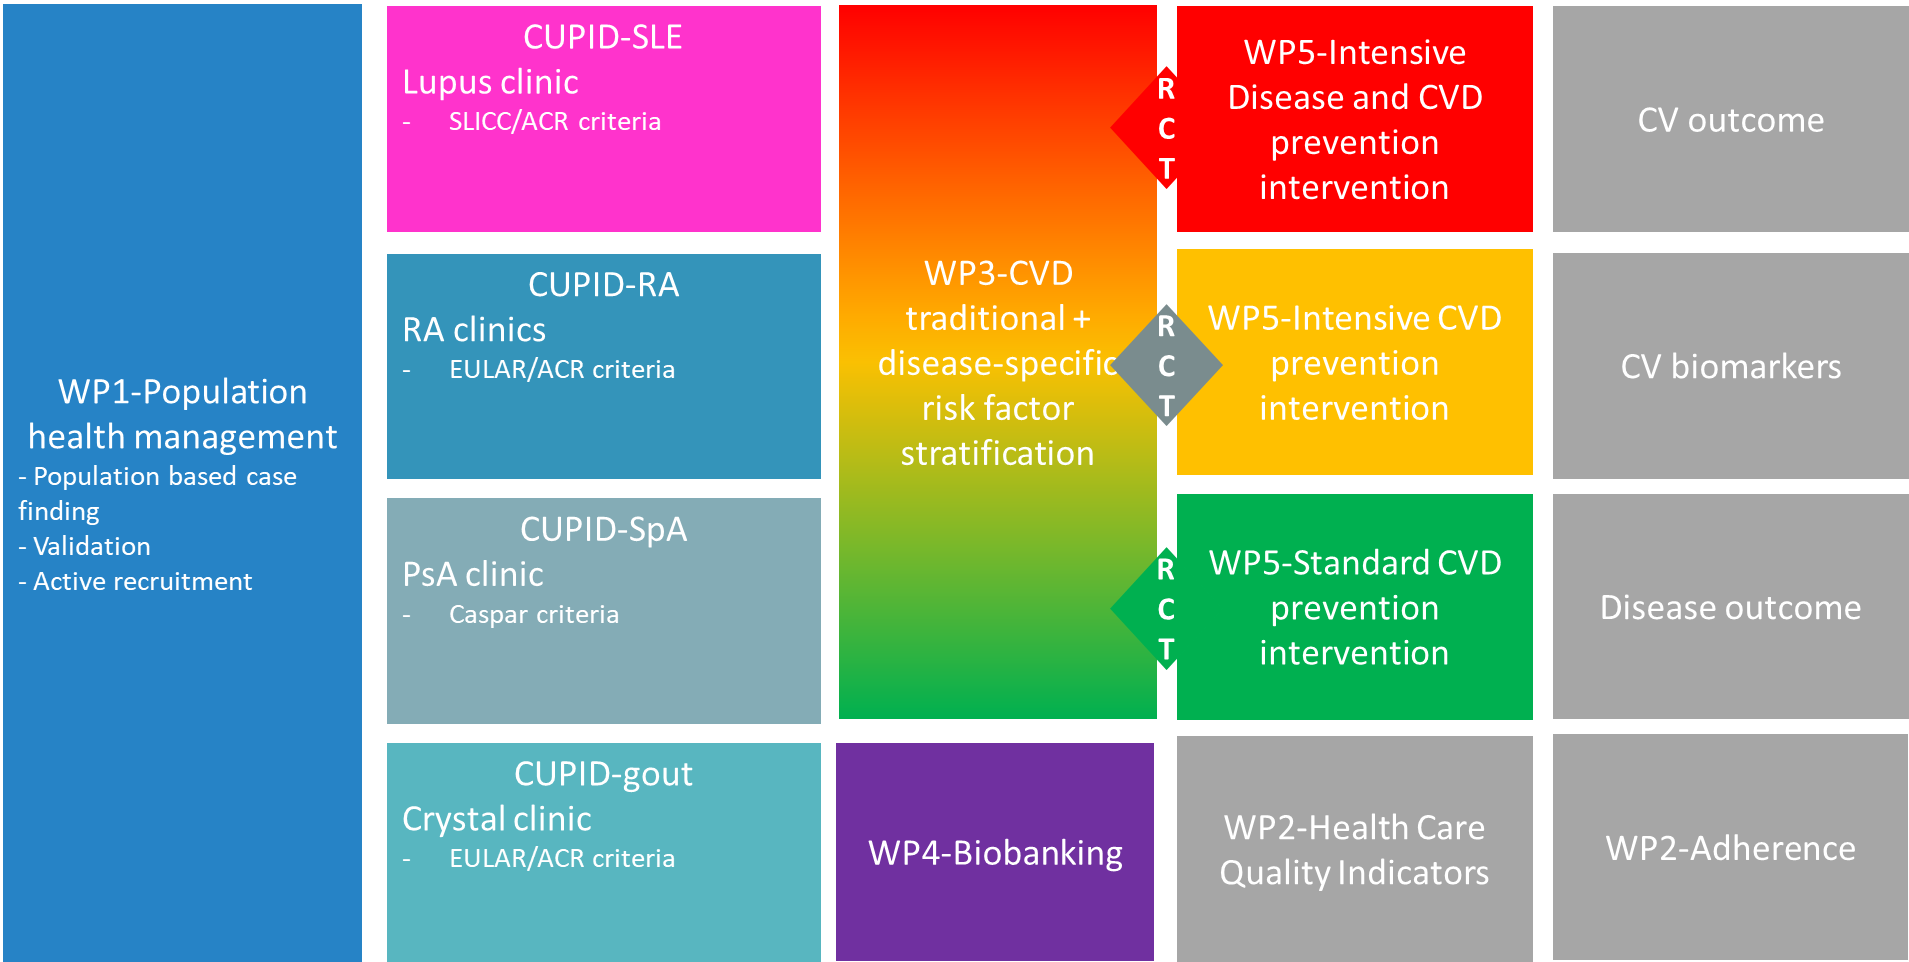 WP1-Population
health management
- Population based case
finding
- Validation
- Active recruitment
CUPID-SLE
Lupus clinic
- SLICC/ACR criteria
CUPID-RA
RA clinics
- EULAR/ACR criteria
CUPID-SpA
PsA clinic
- Caspar criteria
CUPID-gout
Crystal clinic
- EULAR/ACR criteria
WP3-CVD
traditional +
disease-specific
risk factor
stratification
WP4-Biobanking
R
C
T
WP5-Intensive
Disease and CVD
prevention
intervention
R
C
T
WP5-Intensive CVD
prevention
intervention
R
C
T
WP5-Standard CVD
prevention
intervention
WP2-Health Care
Quality Indicators
CV outcome
CV biomarkers
Disease outcome
WP2-Adherence